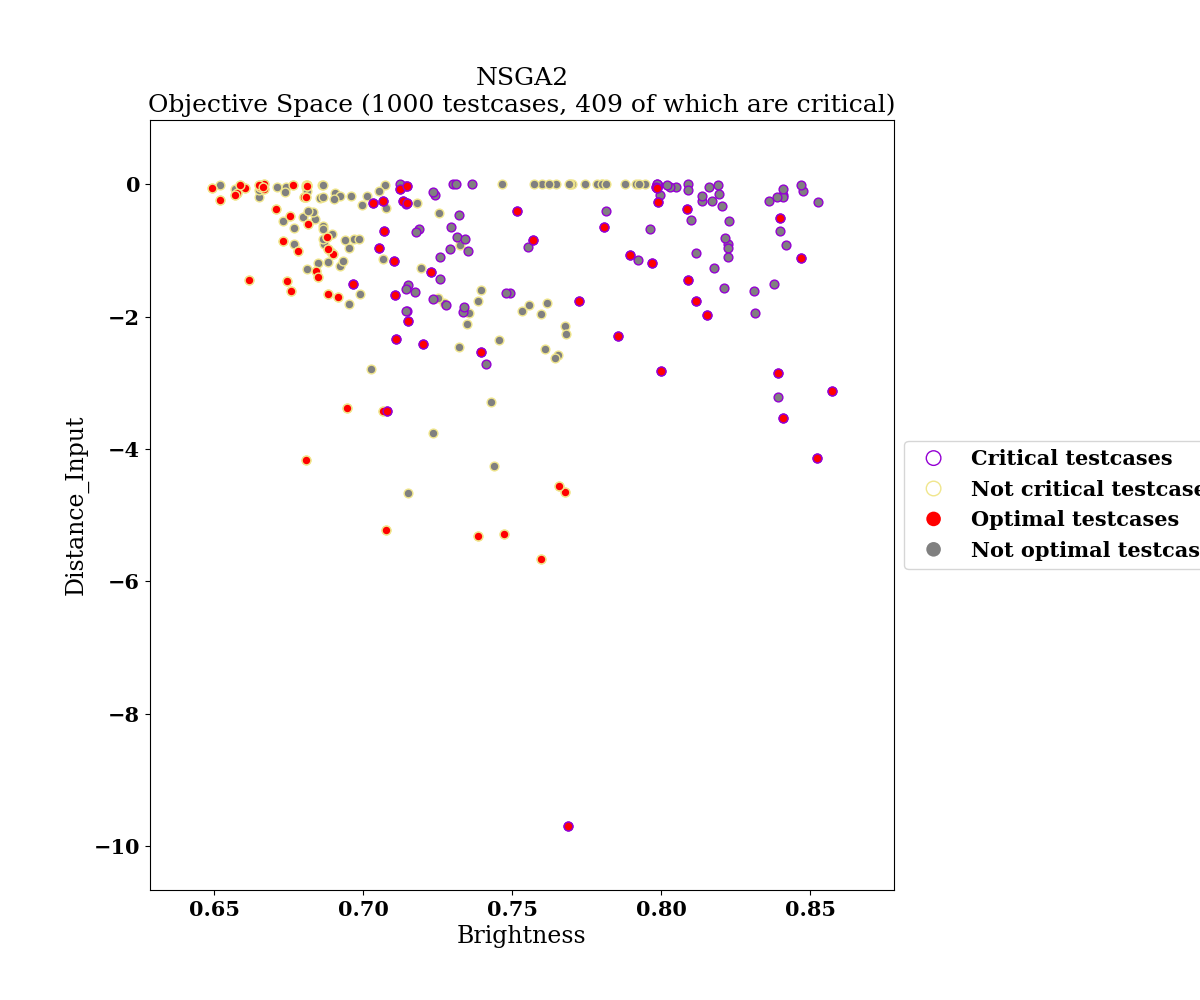 NSGA2
Objective Space (1000 testcases, 409 of which are critical)
0
−2
−4
−6
−8
−10
Distance_Input
0.65 0.70 0.75 0.80 0.85
Brightness
Critical testcases
Not critical testcase
Optimal testcases
Not optimal testcas